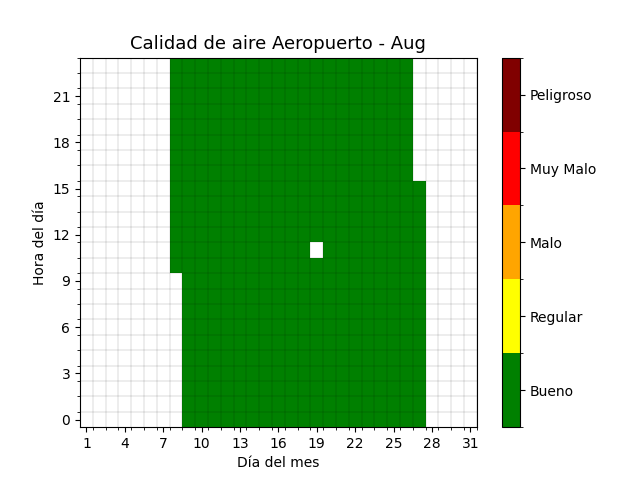 Calidad de aire Aeropuerto - Aug
Hora del día
21
18
15
12
9
6
3
0
1 4 7 10 13 16 19 22 25 28 31
Día del mes
Peligroso
Muy Malo
Malo
Regular
Bueno